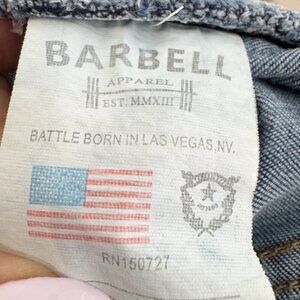 BARBELL
APPAREL
EST. MMXIII
BATTLE BORN IN LAS VEGAS, NV.
RN150727